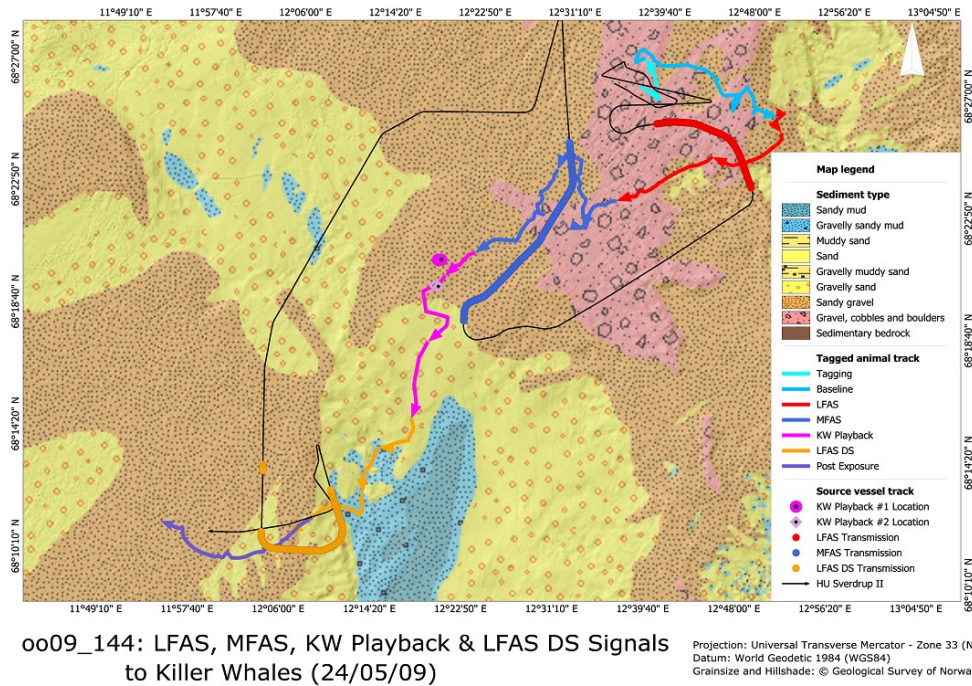 11°49'10" E 11°57'40" E 12°06'00" E 12°14'20" E 12°22'50" E 12°31'10" E 12°39'40" E 12°48'00" E 12°56'20" E 13°04'50" E
68°27'00" N
68°22'50" N
68°18'40" N
68°14'20" N
68°10'10" N
68°27'00" N
68°22'50" N
68°18'40" N
68°14'20" N
68°10'10" N
Map legend
Sediment type
Sandy mud
Gravelly sandy mud
Muddy sand
Sand
Gravelly muddy sand
Gravelly sand
Sandy gravel
Gravel, cobbles and boulders
Sedimentary bedrock
Tagged animal track
Tagging
Baseline
LFAS
MFAS
KW Playback
LFAS DS
Post Exposure
Source vessel track
KW Playback #1 Location
KW Playback #2 Location
LFAS Transmission
MFAS Transmission
LFAS DS Transmission
HU Sverdrup II
11°49'10" E 11°57'40" E 12°06'00" E 12°14'20" E 12°22'50" E 12°31'10" E 12°39'40" E 12°48'00" E 12°56'20" E 13°04'50" E
oo09_144: LFAS, MFAS, KW Playback & LFAS DS Signals
to Killer Whales (24/05/09)
Projection: Universal Transverse Mercator - Zone 33 (N
Datum: World Geodetic 1984 (WGS84)
Grainsize and Hillshade: © Geological Survey of Norwa